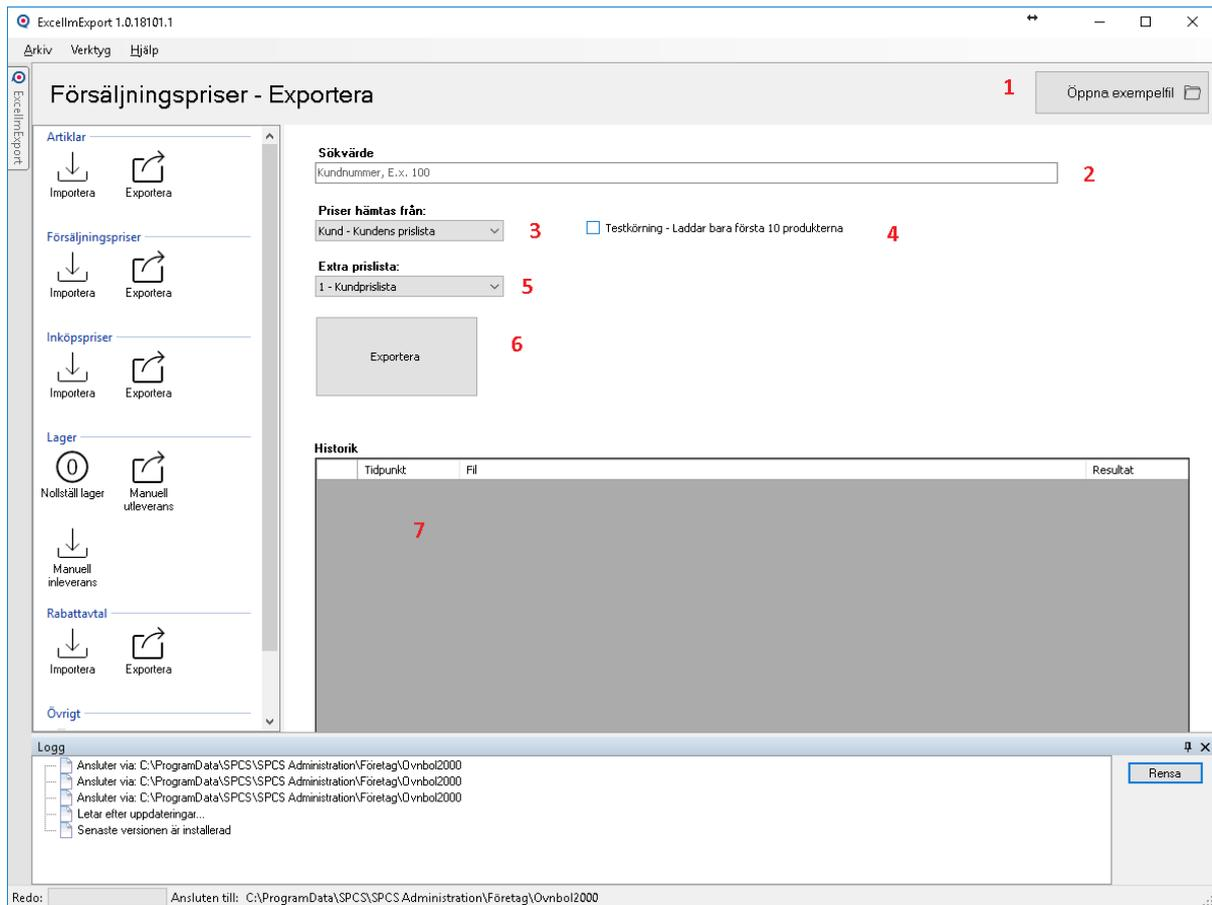 ExcelImExport 1.0.18101.1
Arkiv Verktyg Hjälp
ExcelImExport
Försäljningspriser - Exportera
1
Öppna exempelfil
Artiklar
Importera Exportera
Försäljningspriser
Importera Exportera
Inköpspriser
Importera Exportera
Lager
0
Nollställ lager Manuell utleverans
Manuell inleverans
Rabattavtal
Importera Exportera
Övrigt
Sökvärde
Kundnummer, E.x. 100
2
Priser hämtas från:
Kund - Kundens prislista
3
Testkörning - Laddar bara första 10 produkterna
4
Extra prislista:
1 - Kundprislista
5
Exportera
6
Historik
Tidpunkt Fil Resultat
7
Logg
Ansluter via: C:\ProgramData\SPCS\SPCS Administration\Företag\Ovnbol2000
Ansluter via: C:\ProgramData\SPCS\SPCS Administration\Företag\Ovnbol2000
Ansluter via: C:\ProgramData\SPCS\SPCS Administration\Företag\Ovnbol2000
Letar efter uppdateringar...
Senaste versionen är installerad
Rensa
Redo: Ansluten till: C:\ProgramData\SPCS\SPCS Administration\Företag\Ovnbol2000